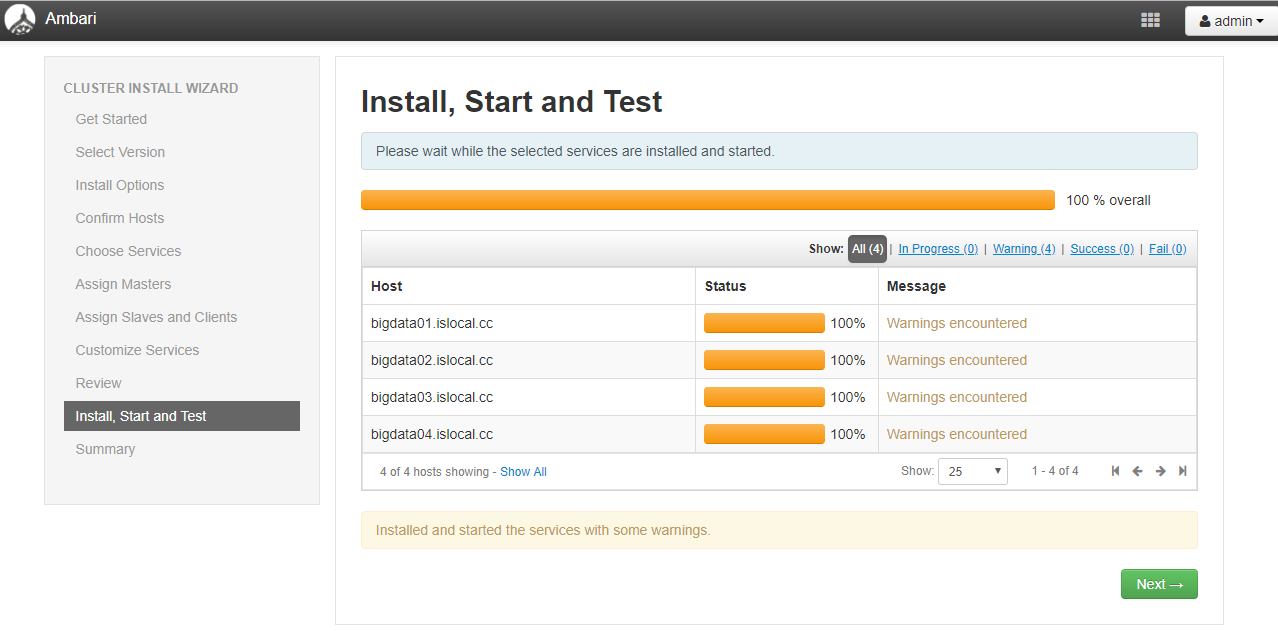 Ambari
admin
CLUSTER INSTALL WIZARD
Get Started
Select Version
Install Options
Confirm Hosts
Choose Services
Assign Masters
Assign Slaves and Clients
Customize Services
Review
Install, Start and Test
Summary
Install, Start and Test
Please wait while the selected services are installed and started.
100 % overall
Show: All (4) | In Progress (0) | Warning (4) | Success (0) | Fail (0)
Host Status Message
bigdata01.islocal.cc 100% Warnings encountered
bigdata02.islocal.cc 100% Warnings encountered
bigdata03.islocal.cc 100% Warnings encountered
bigdata04.islocal.cc 100% Warnings encountered
4 of 4 hosts showing - Show All Show: 25 1 - 4 of 4
Installed and started the services with some warnings.
Next →